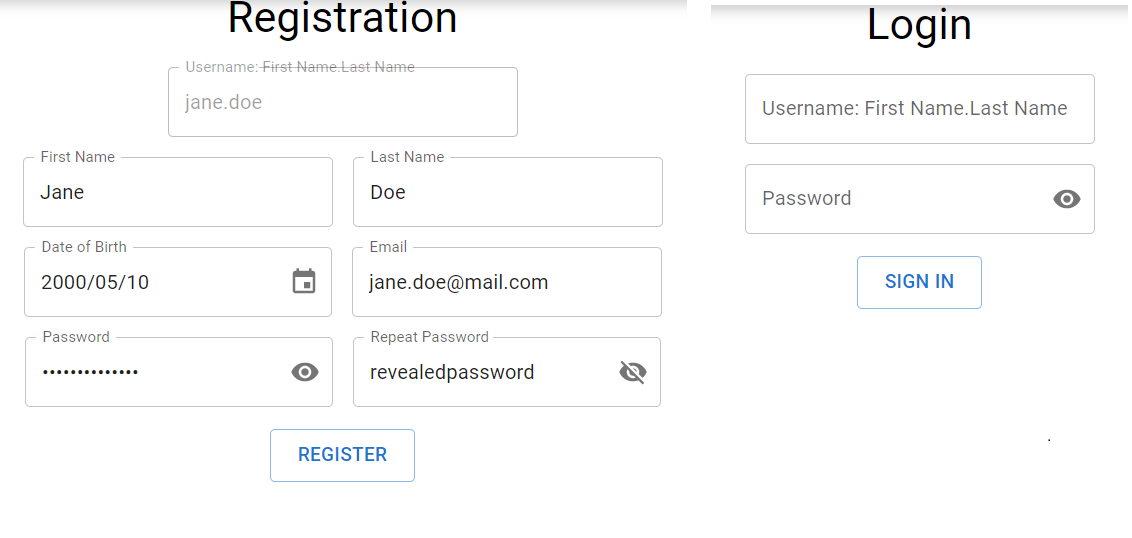 Registration
Username: First Name.Last Name
jane.doe
First Name
Jane
Last Name
Doe
Date of Birth
2000/05/10
Email
jane.doe@mail.com
Password
••••••••••••••
Repeat Password
revealedpassword
REGISTER
Login
Username: First Name.Last Name
Password
SIGN IN
.